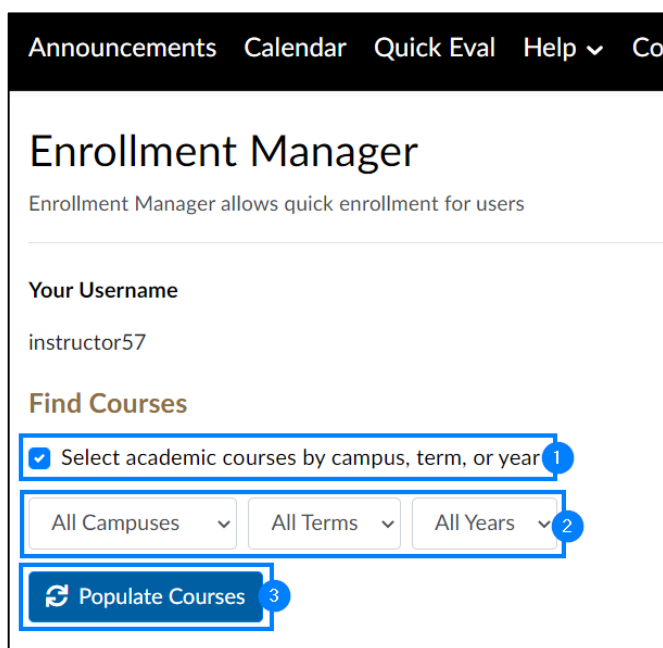 Announcements Calendar Quick Eval Help
Enrollment Manager
Enrollment Manager allows quick enrollment for users
Your Username
instructor57
Find Courses
Select academic courses by campus, term, or year 1
All Campuses All Terms All Years 2
Populate Courses 3